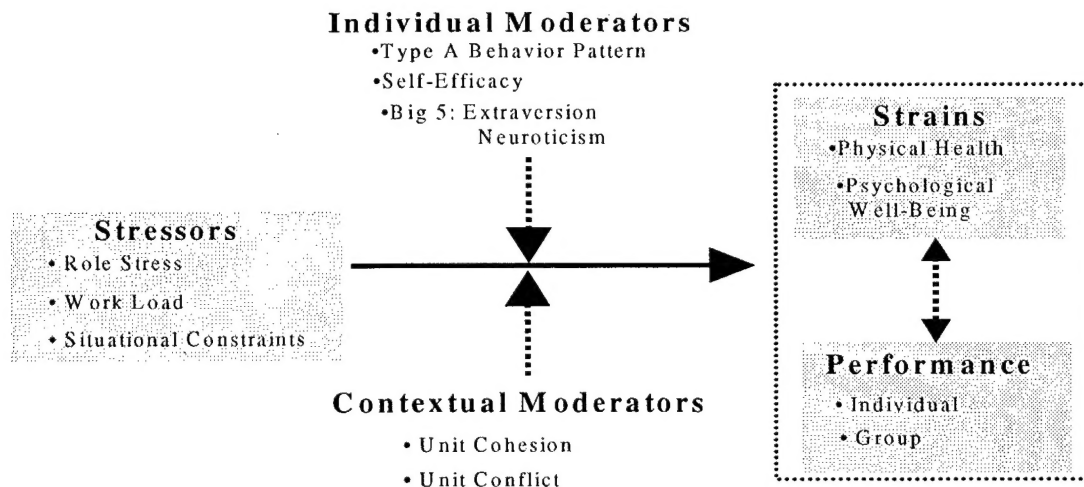 Individual Moderators
•Type A Behavior Pattern
•Self-Efficacy
•Big 5: Extraversion
Neuroticism
Stressors
• Role Stress
• Work Load
• Situational Constraints
Contextual Moderators
• Unit Cohesion
• Unit Conflict
Strains
•Physical Health
•Psychological
Well-Being
Performance
• Individual
• Group